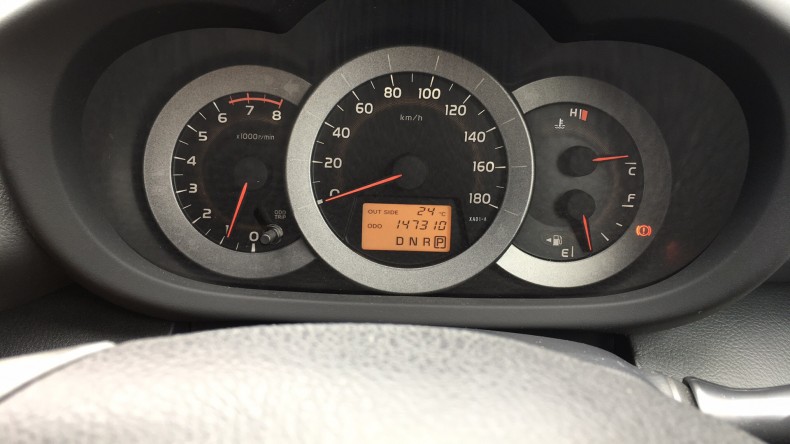 6 7 8
5
4
3
2
1
0
x1000r/min.
ODO
TRIP
0 20 40 60 80 100 120 140 160 180
km/h
OUT SIDE 24 °C
ODO 147310
D N R P
H
C
F
E